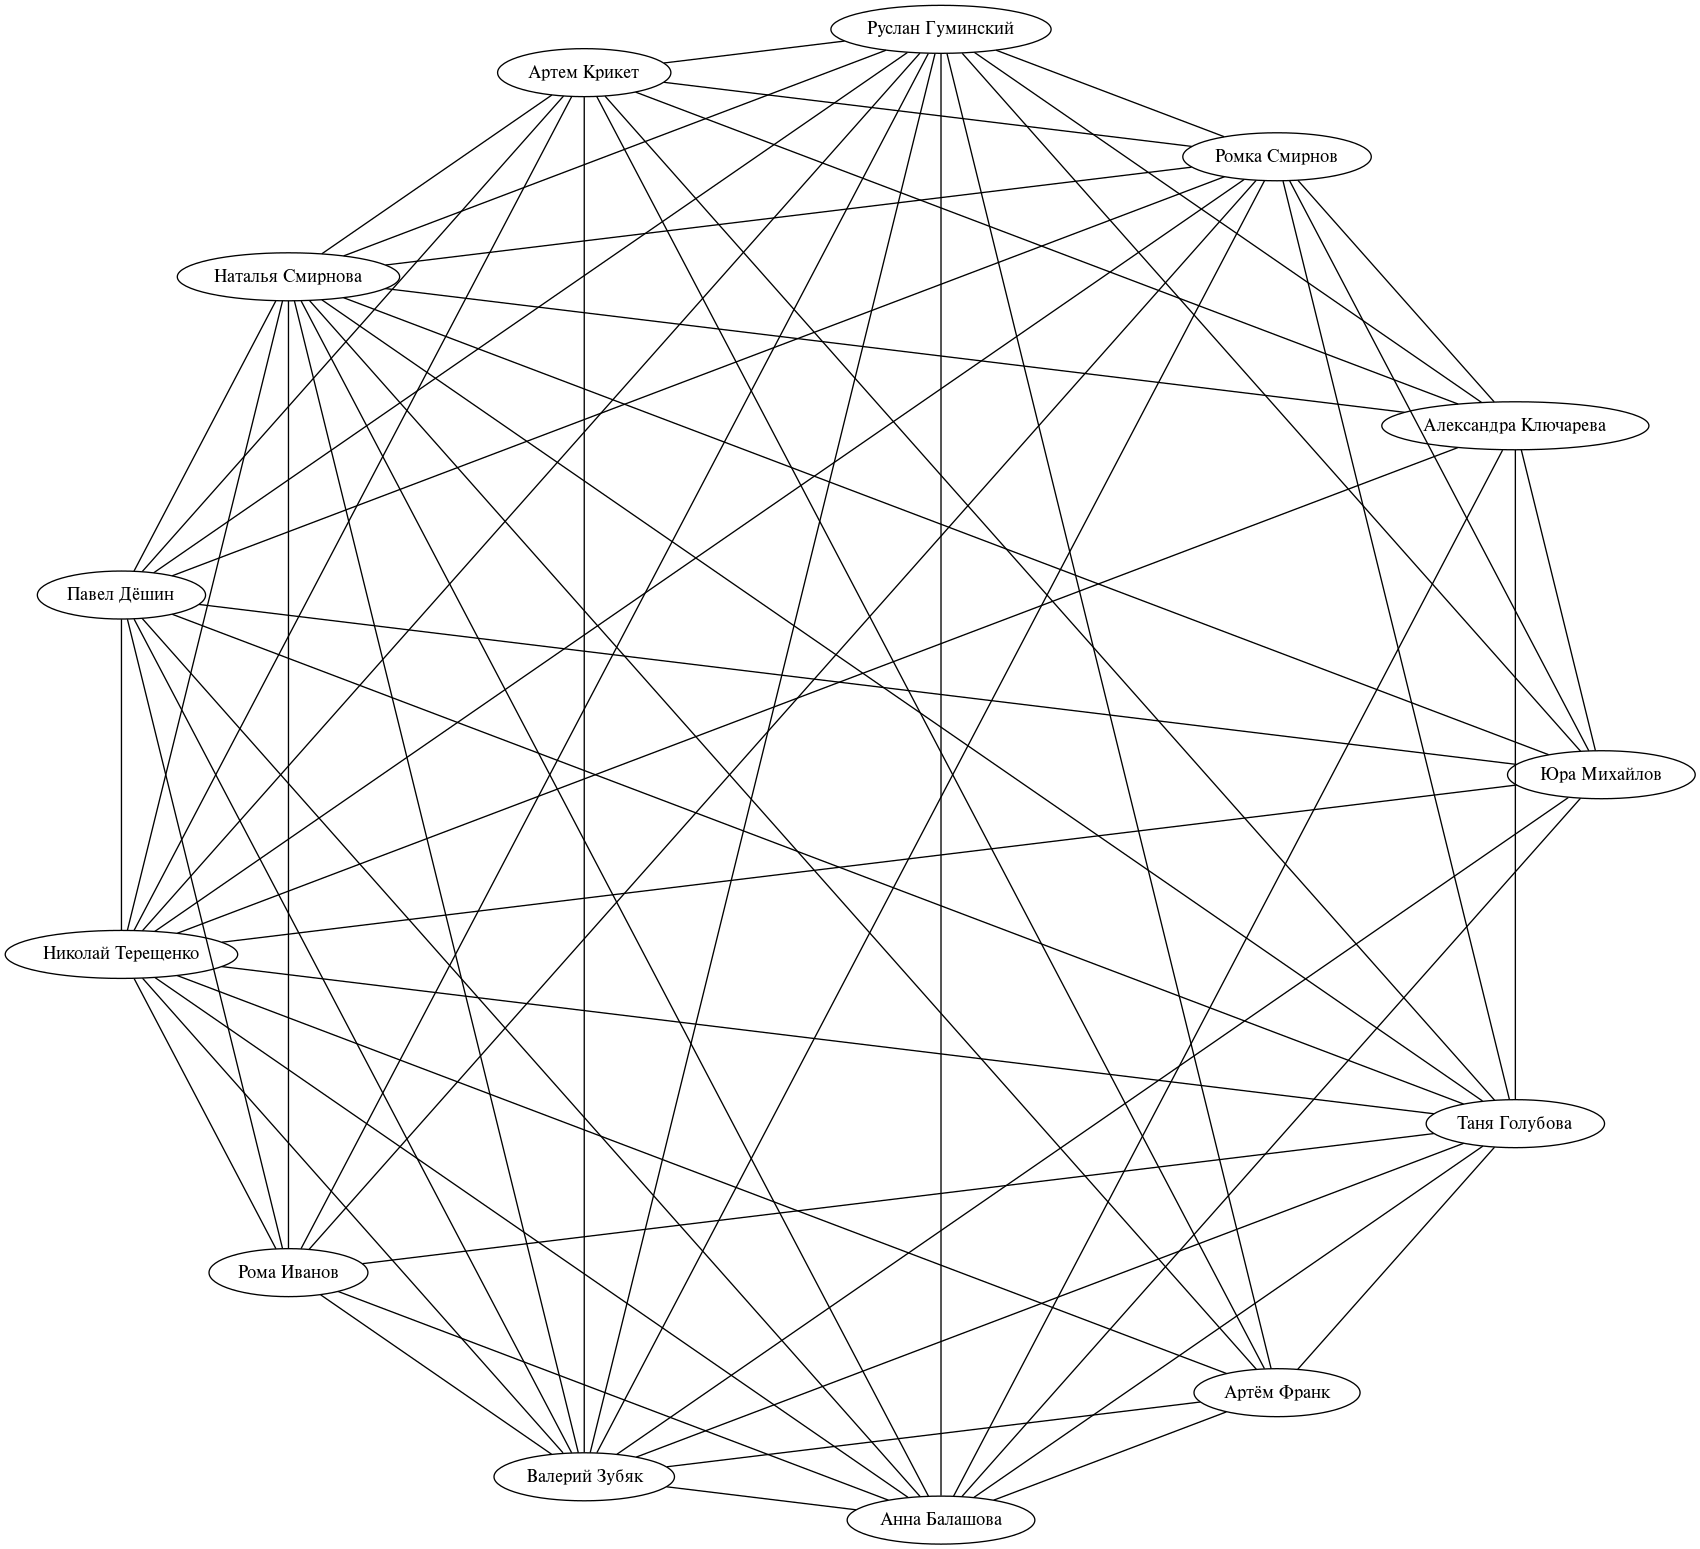 Руслан Гуминский
Артем Крикет
Ромка Смирнов
Наталья Смирнова
Александра Ключарева
Павел Дёшин
Юра Михайлов
Николай Терещенко
Таня Голубова
Рома Иванов
Артём Франк
Валерий Зубяк
Анна Балашова